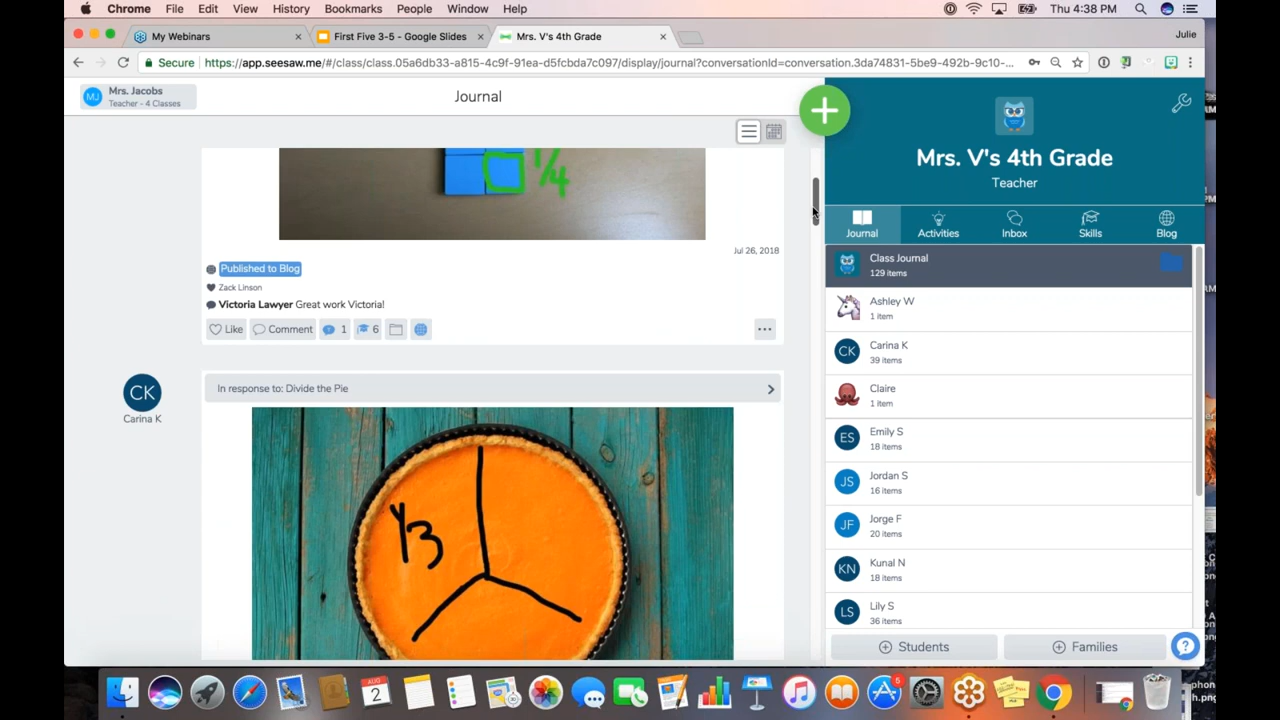 Chrome File Edit View History Bookmarks People Window Help Thu 4:38 PM
My Webinars First Five 3-5 - Google Slides Mrs. V's 4th Grade Julie
Secure https://app.seesaw.me/#/class/class.05a6db33-a815-4c9f-91ea-d5fcbda7c097/display/journal?conversationId=conversation.3da74831-5be9-492b-9c10-...
MJ Mrs. Jacobs
Teacher - 4 Classes
Journal
1/4
Jul 26, 2018
Published to Blog
Zack Linson
Victoria Lawyer Great work Victoria!
Like Comment 1 6
CK
Carina K
In response to: Divide the Pie
1/3
Mrs. V's 4th Grade
Teacher
Journal Activities Inbox Skills Blog
Class Journal
129 items
Ashley W
1 item
CK Carina K
39 items
Claire
1 item
ES Emily S
18 items
JS Jordan S
16 items
JF Jorge F
20 items
KN Kunal N
18 items
LS Lily S
36 items
Students Families
AUG
2
5